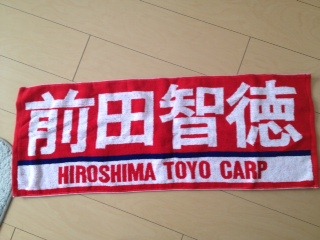 前田智徳
HIROSHIMA TOYO CARP